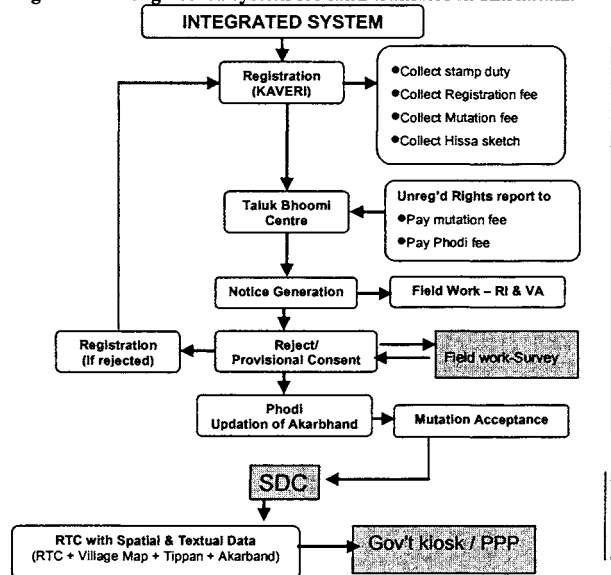 INTEGRATED SYSTEM
Registration
(KAVERI)
●Collect stamp duty
●Collect Registration fee
●Collect Mutation fee
●Collect Hissa sketch
Taluk Bhoomi
Centre
Unreg'd Rights report to
●Pay mutation fee
●Pay Phodi fee
Notice Generation
Field Work – RI & VA
Registration
(If rejected)
Reject/
Provisional Consent
Field work-Survey
Phodi
Updation of Akarbhand
Mutation Acceptance
SDC
RTC with Spatial & Textual Data
(RTC + Village Map + Tippan + Akarband)
Gov't kiosk / PPP